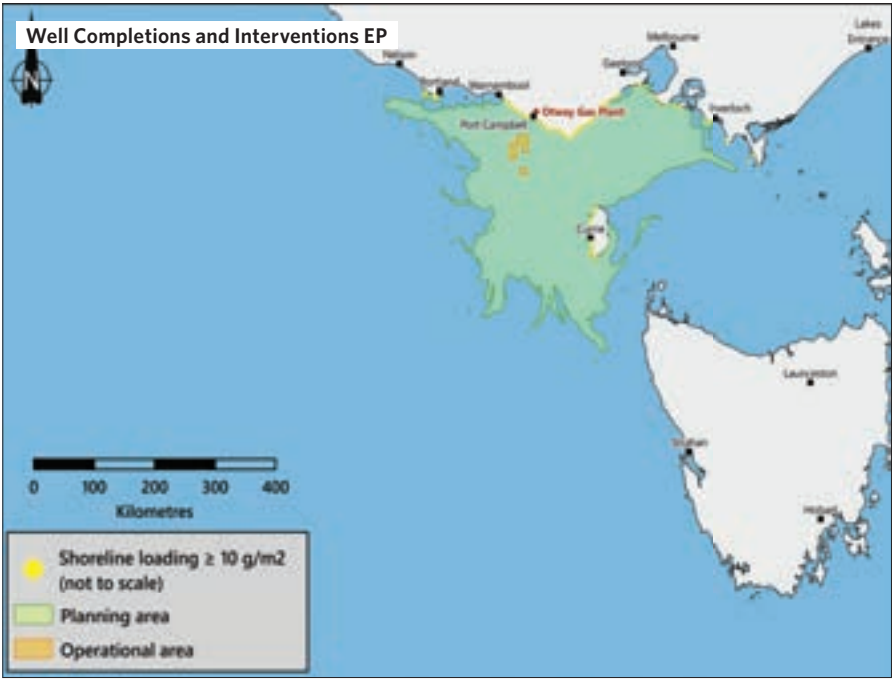 Well Completions and Interventions EP
N
Lakes
Entrance
Melbourne
Geelong
Nelson
Portland
Warrnambool
Inverloch
Otway Gas Plant
Port Campbell
Currie
Launceston
Strahan
Hobart
0 100 200 300 400
Kilometres
Shoreline loading ≥ 10 g/m2
(not to scale)
Planning area
Operational area